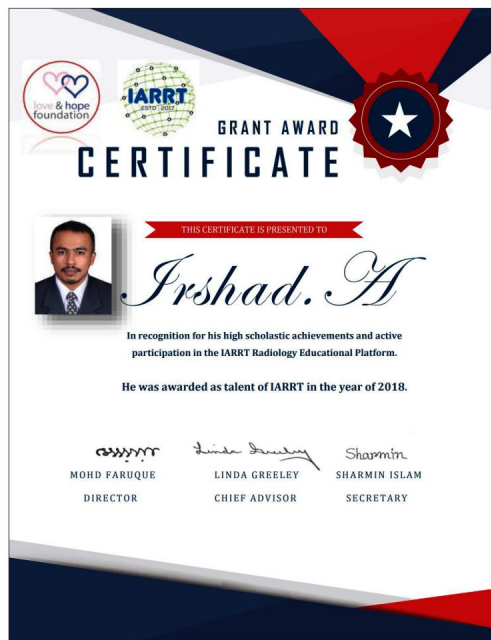 love & hope
foundation
IARRT
ESTD 2017
GRANT AWARD
CERTIFICATE
THIS CERTIFICATE IS PRESENTED TO
Irshad. A
In recognition for his high scholastic achievements and active
participation in the IARRT Radiology Educational Platform.
He was awarded as talent of IARRT in the year of 2018.
Linda Greeley
Sharmin
MOHD FARUQUE
LINDA GREELEY
SHARMIN ISLAM
DIRECTOR
CHIEF ADVISOR
SECRETARY